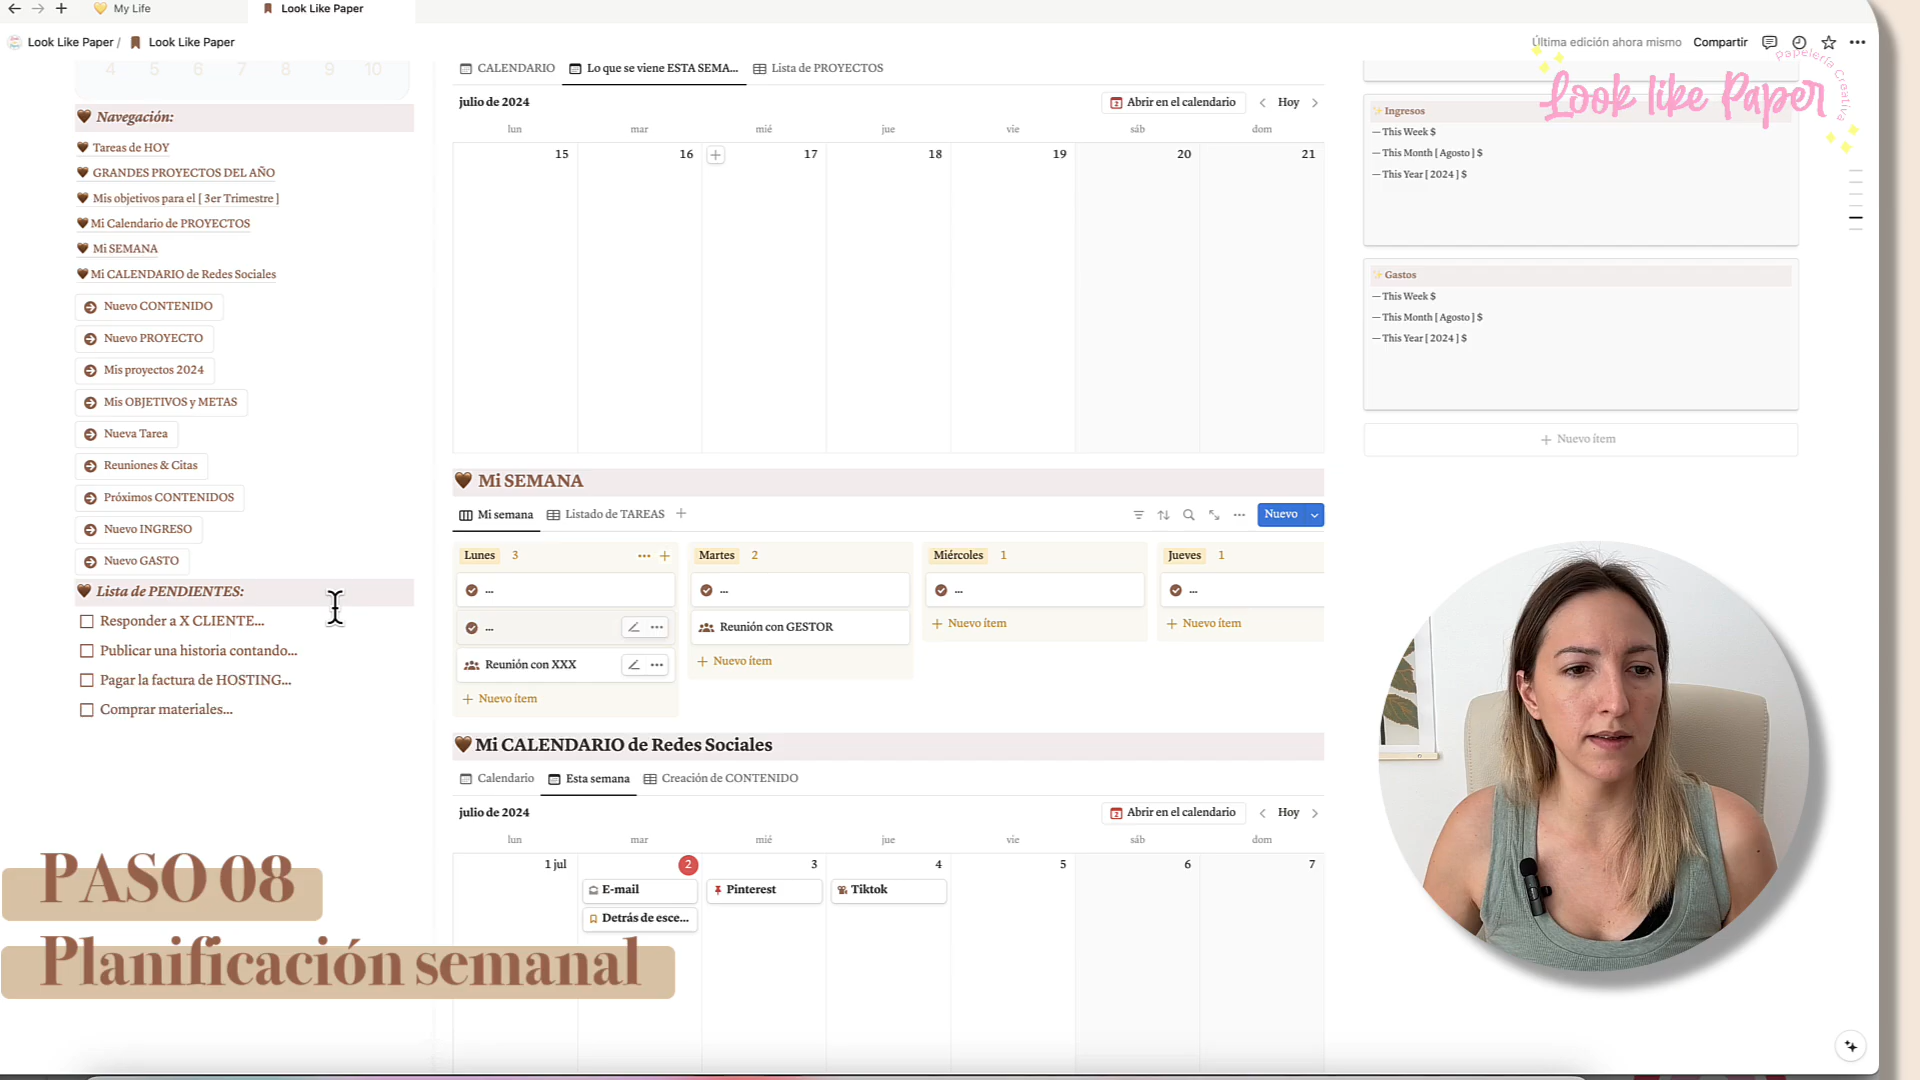 My Life
Look Like Paper
Look Like Paper /
Look Like Paper
Última edición ahora mismo
Compartir
Papelería Creativa
Look like Paper
4 5 6 7 8 9 10
Navegación:
Tareas de HOY
GRANDES PROYECTOS DEL AÑO
Mis objetivos para el [ 3er Trimestre ]
Mi Calendario de PROYECTOS
Mi SEMANA
Mi CALENDARIO de Redes Sociales
Nuevo CONTENIDO
Nuevo PROYECTO
Mis proyectos 2024
Mis OBJETIVOS y METAS
Nueva Tarea
Reuniones & Citas
Próximos CONTENIDOS
Nuevo INGRESO
Nuevo GASTO
Lista de PENDIENTES:
Responder a X CLIENTE...
Publicar una historia contando...
Pagar la factura de HOSTING...
Comprar materiales...
CALENDARIO
Lo que se viene ESTA SEMA...
Lista de PROYECTOS
julio de 2024
Abrir en el calendario
Hoy
lun mar mié jue vie sáb dom
15 16 17 18 19 20 21
Mi SEMANA
Mi semana
Listado de TAREAS
Nuevo
Lunes 3
...
...
Reunión con XXX
Nuevo ítem
Martes 2
...
Reunión con GESTOR
Nuevo ítem
Miércoles 1
...
Nuevo ítem
Jueves 1
...
Nuevo ítem
Mi CALENDARIO de Redes Sociales
Calendario
Esta semana
Creación de CONTENIDO
julio de 2024
Abrir en el calendario
Hoy
lun mar mié jue vie sáb dom
1 jul 2 3 4 5 6 7
E-mail
Pinterest
Tiktok
Detrás de esce...
Ingresos
— This Week $
— This Month [ Agosto ] $
— This Year [ 2024 ] $
Gastos
— This Week $
— This Month [ Agosto ] $
— This Year [ 2024 ] $
Nuevo ítem
PASO 08
Planificación semanal